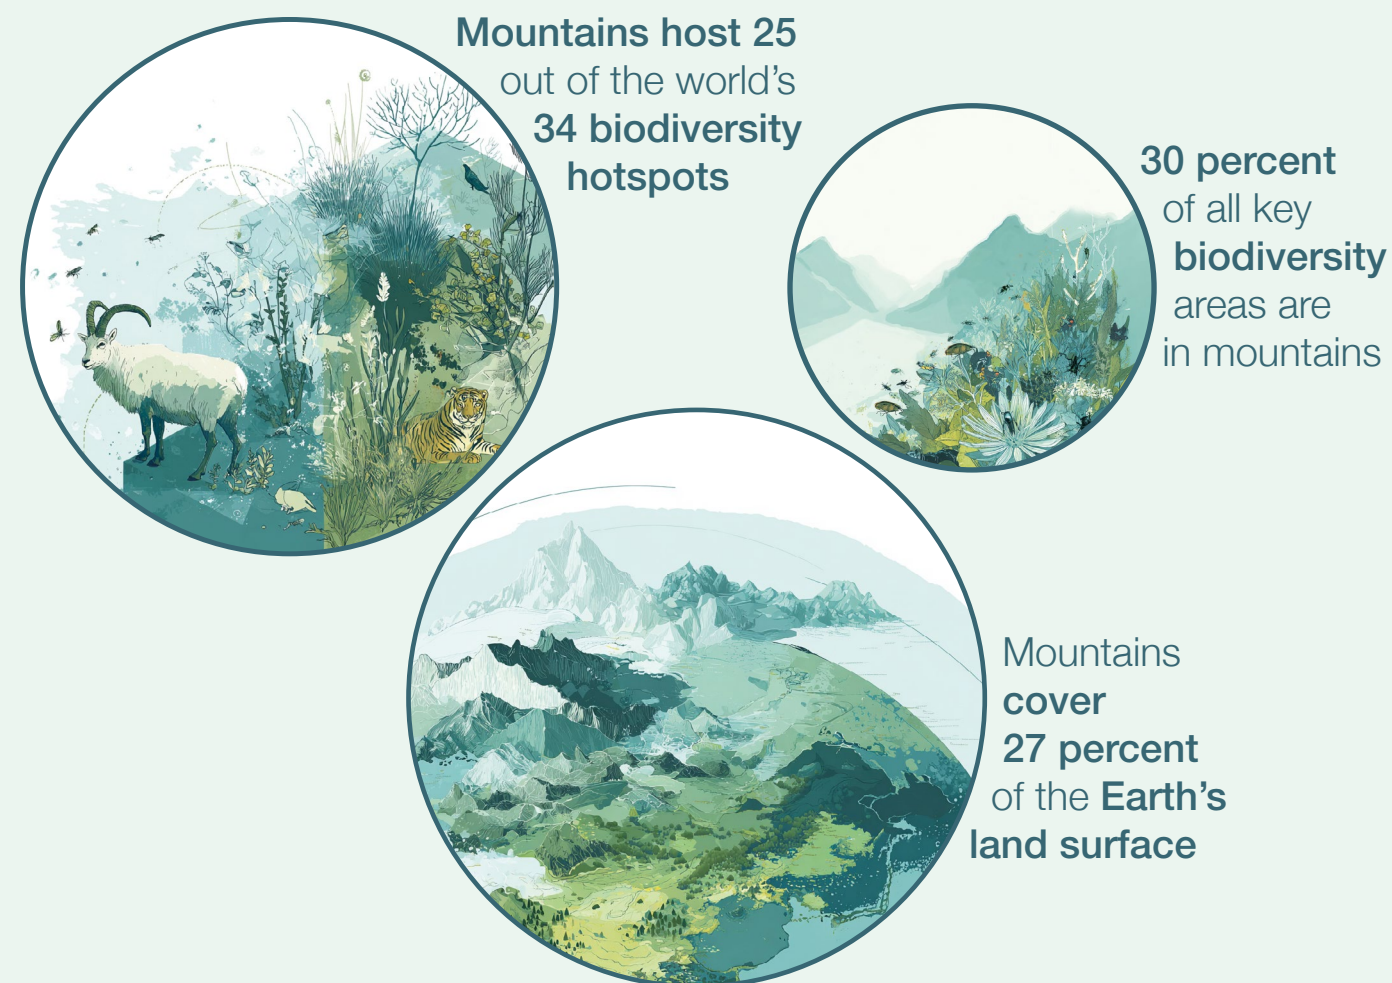 Mountains host 25
out of the world's
34 biodiversity
hotspots
30 percent
of all key
biodiversity
areas are
in mountains
Mountains
cover
27 percent
of the Earth's
land surface